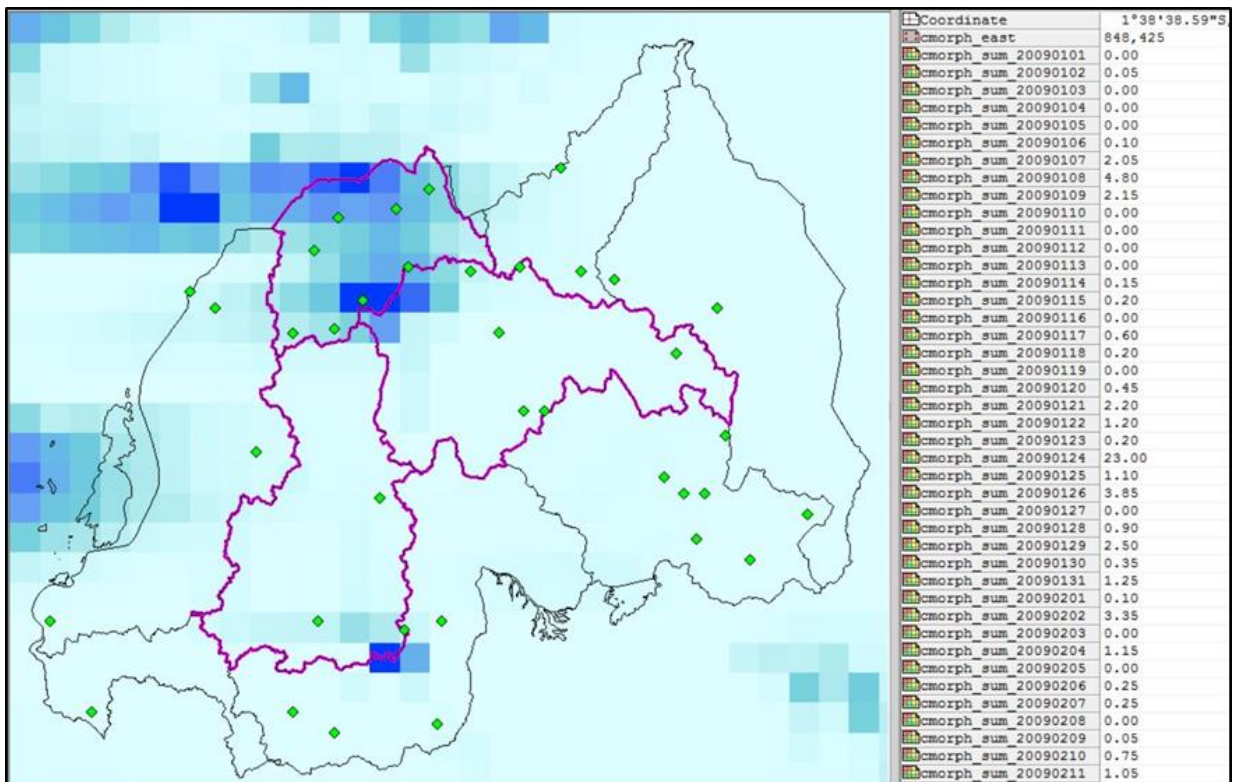 Coordinate 1°38'38.59"S,
cmorph_east 848,425
cmorph_sum_20090101 0.00
cmorph_sum_20090102 0.05
cmorph_sum_20090103 0.00
cmorph_sum_20090104 0.00
cmorph_sum_20090105 0.00
cmorph_sum_20090106 0.10
cmorph_sum_20090107 2.05
cmorph_sum_20090108 4.80
cmorph_sum_20090109 2.15
cmorph_sum_20090110 0.00
cmorph_sum_20090111 0.00
cmorph_sum_20090112 0.00
cmorph_sum_20090113 0.00
cmorph_sum_20090114 0.15
cmorph_sum_20090115 0.20
cmorph_sum_20090116 0.00
cmorph_sum_20090117 0.60
cmorph_sum_20090118 0.20
cmorph_sum_20090119 0.00
cmorph_sum_20090120 0.45
cmorph_sum_20090121 2.20
cmorph_sum_20090122 1.20
cmorph_sum_20090123 0.20
cmorph_sum_20090124 23.00
cmorph_sum_20090125 1.10
cmorph_sum_20090126 3.85
cmorph_sum_20090127 0.00
cmorph_sum_20090128 0.90
cmorph_sum_20090129 2.50
cmorph_sum_20090130 0.35
cmorph_sum_20090131 1.25
cmorph_sum_20090201 0.10
cmorph_sum_20090202 3.35
cmorph_sum_20090203 0.00
cmorph_sum_20090204 1.15
cmorph_sum_20090205 0.00
cmorph_sum_20090206 0.25
cmorph_sum_20090207 0.25
cmorph_sum_20090208 0.00
cmorph_sum_20090209 0.05
cmorph_sum_20090210 0.75
cmorph_sum_20090211 1.05